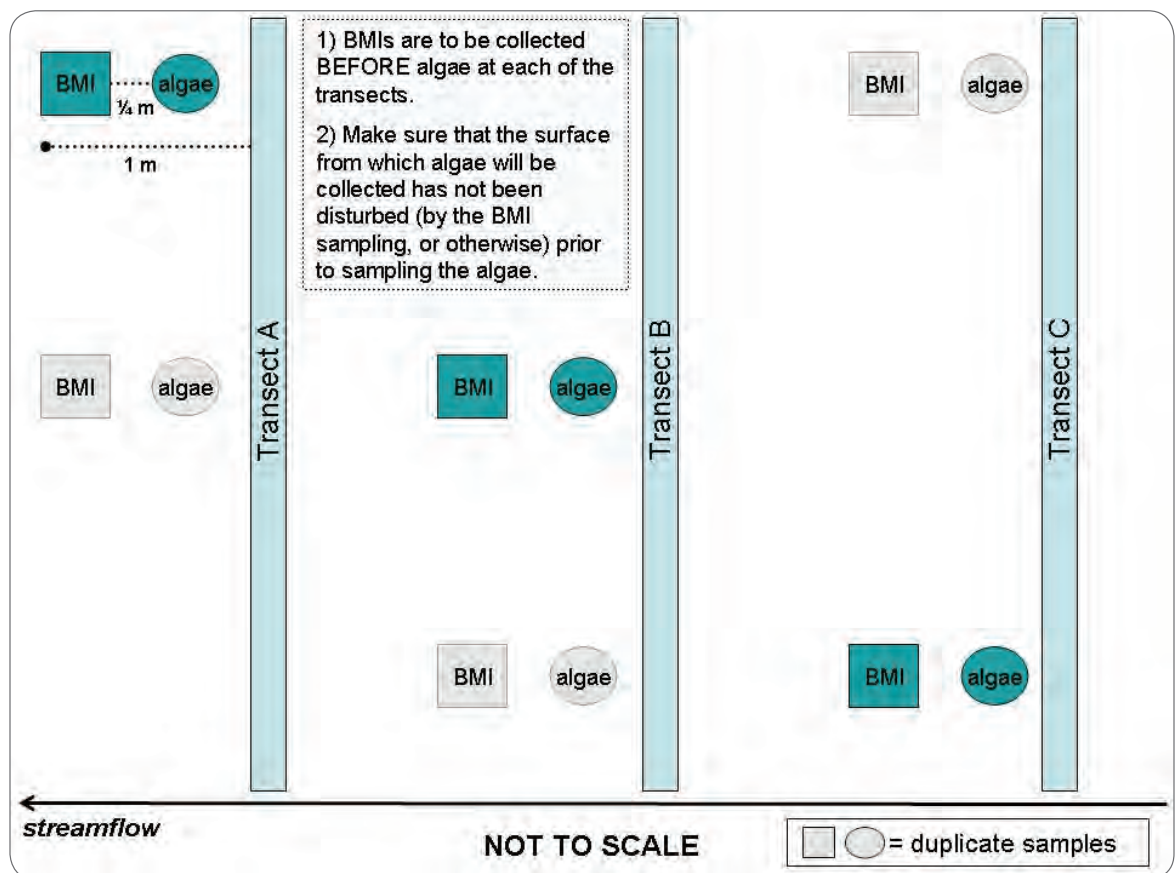 BMI algae
¼ m
1 m
1) BMIs are to be collected
BEFORE algae at each of the
transects.
2) Make sure that the surface
from which algae will be
collected has not been
disturbed (by the BMI
sampling, or otherwise) prior
to sampling the algae.
BMI algae
Transect A
Transect B
Transect C
BMI algae
BMI algae
BMI algae
BMI algae
streamflow
NOT TO SCALE
= duplicate samples